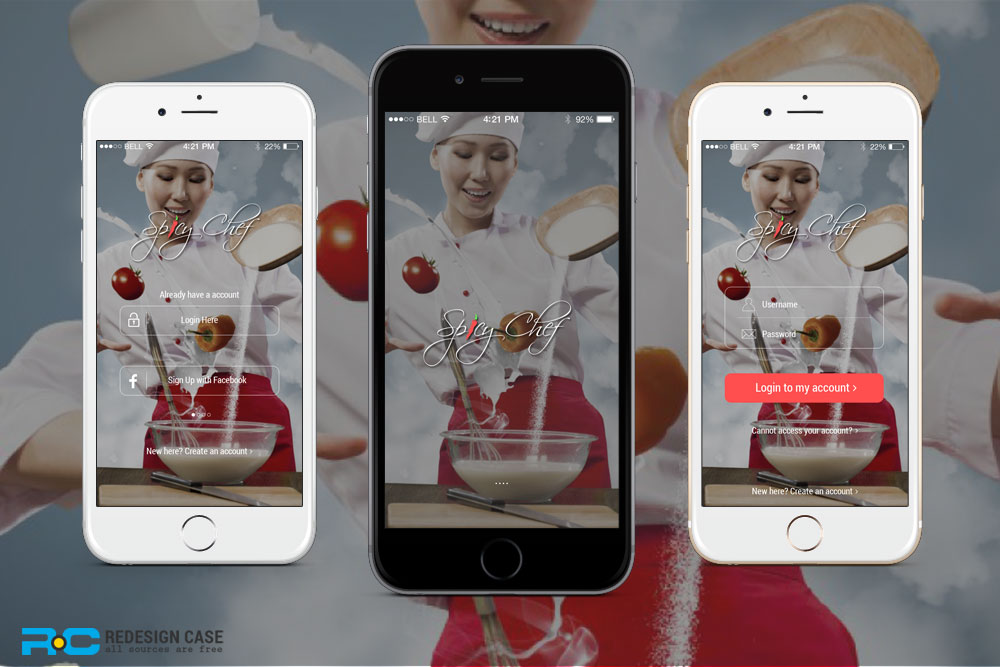 ●●●○○ BELL 4:21 PM 22%
Spicy Chef
Already have a account
Login Here
f Sign Up with Facebook
New here? Create an account ›
●●●○○ BELL 4:21 PM 92%
Spicy Chef
●●●○○ BELL 4:21 PM 22%
Spicy Chef
Username
Password
Login to my account ›
Cannot access your account? ›
New here? Create an account ›
RC REDESIGN CASE
all sources are free